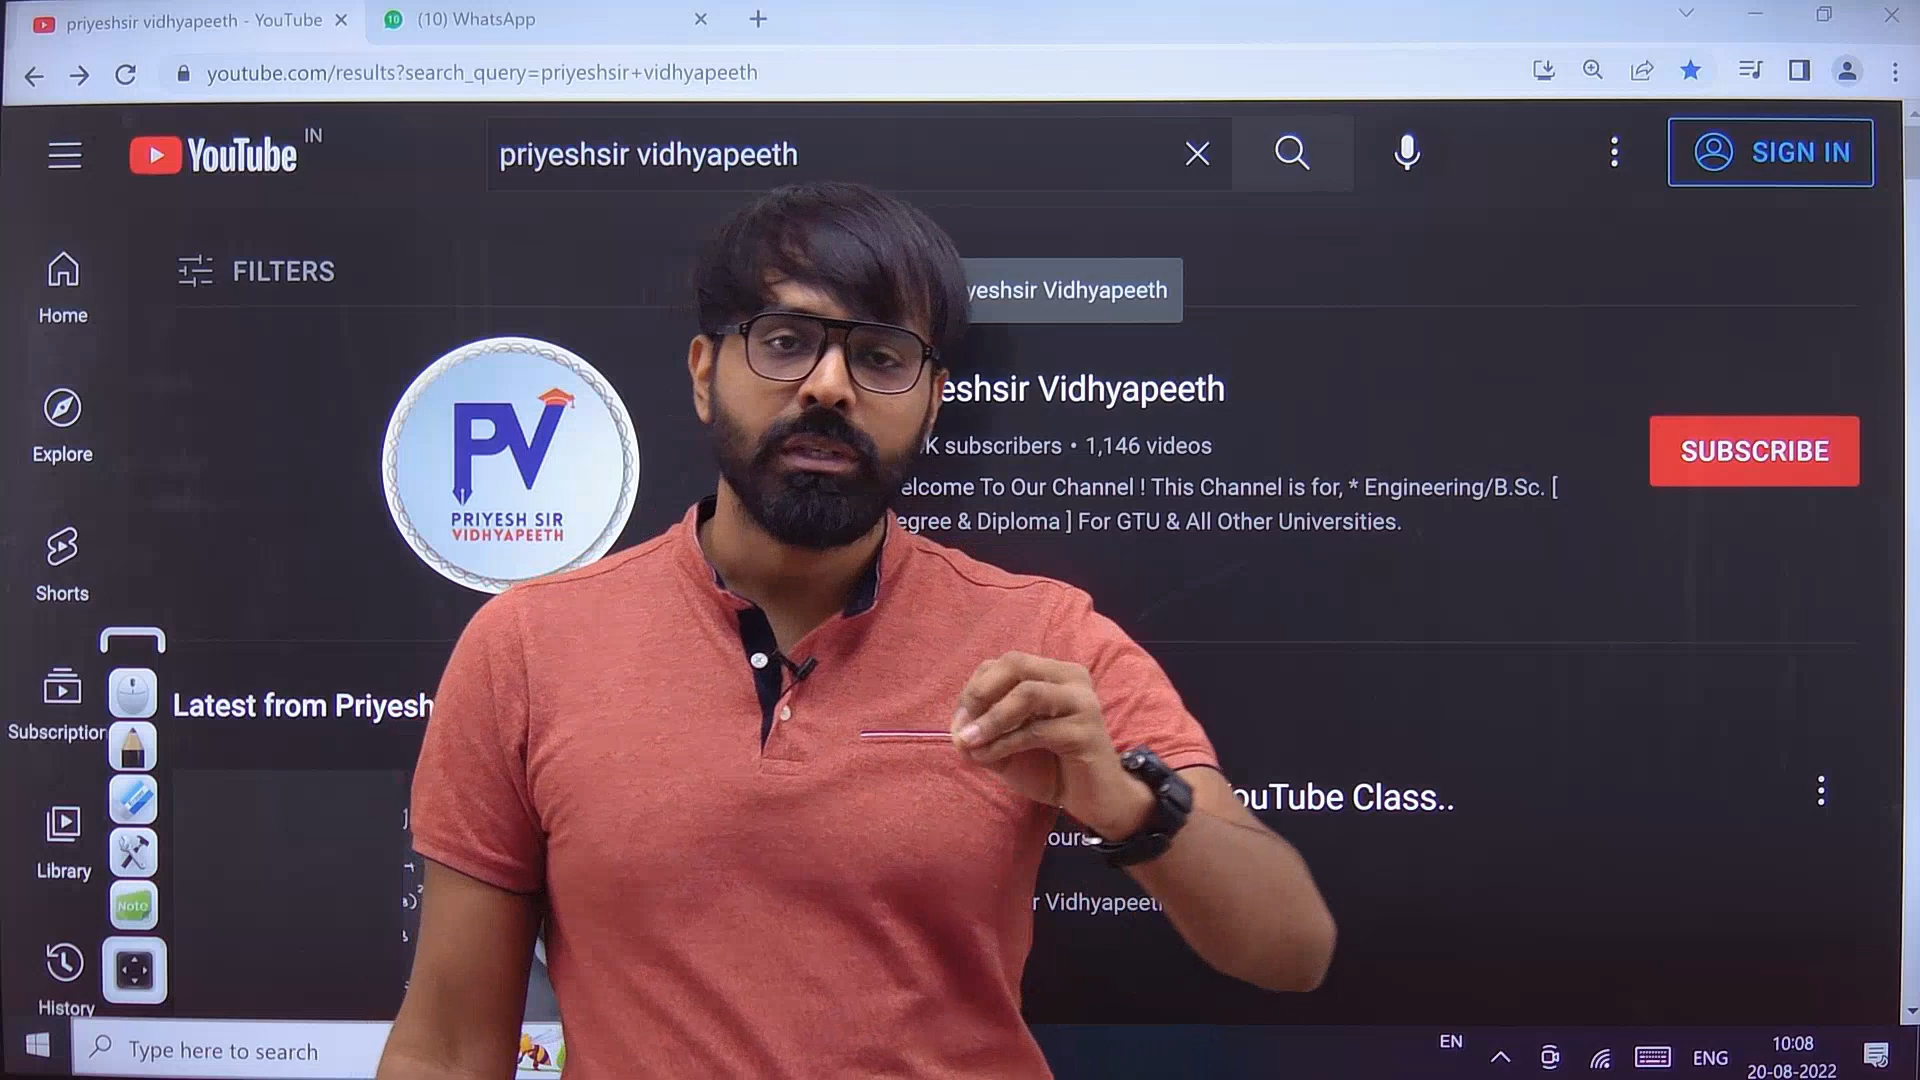 priyeshsir vidhyapeeth - YouTube
10
(10) WhatsApp
youtube.com/results?search_query=priyeshsir+vidhyapeeth
YouTube
IN
priyeshsir vidhyapeeth
SIGN IN
Home
FILTERS
yeshsir Vidhyapeeth
Explore
eshsir Vidhyapeeth
K subscribers • 1,146 videos
SUBSCRIBE
elcome To Our Channel ! This Channel is for, * Engineering/B.Sc. [
egree & Diploma ] For GTU & All Other Universities.
PV
PRIYESH SIR
VIDHYAPEETH
Shorts
Latest from Priyesh
Subscription
ouTube Class..
Library
Note
r Vidhyapeeth
History
Type here to search
EN
ENG
10:08
20-08-2022